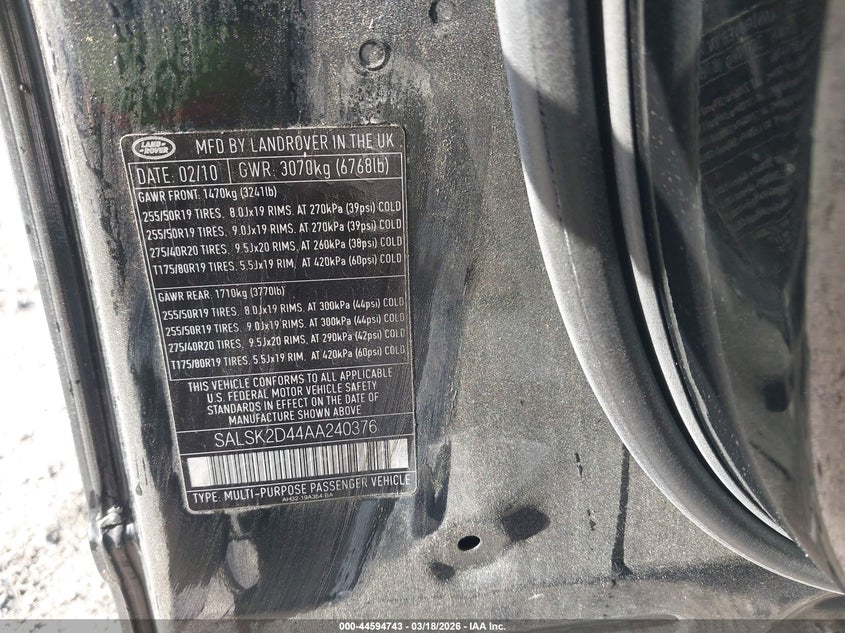 LAND ROVER
MFD BY LANDROVER IN THE UK
DATE: 02/10 GWR: 3070kg (6768lb)
GAWR FRONT. 1470kg (3241lb)
255/50R19 TIRES. 8.0Jx19 RIMS. AT 270kPa (39psi) COLD
255/50R19 TIRES. 9.0Jx19 RIMS. AT 270kPa (39psi) COLD
275/40R20 TIRES. 9.5Jx20 RIMS. AT 260kPa (38psi) COLD
T175/80R19 TIRES. 5.5Jx19 RIM. AT 420kPa (60psi) COLD
GAWR REAR. 1710kg (3770lb)
255/50R19 TIRES. 8.0Jx19 RIMS. AT 300kPa (44psi) COLD
255/50R19 TIRES. 9.0Jx19 RIMS. AT 300kPa (44psi) COLD
275/40R20 TIRES. 9.5Jx20 RIMS. AT 290kPa (42psi) COLD
T175/80R19 TIRES. 5.5Jx19 RIM. AT 420kPa (60psi) COLD
THIS VEHICLE CONFORMS TO ALL APPLICABLE
U.S. FEDERAL MOTOR VEHICLE SAFETY
STANDARDS IN EFFECT ON THE DATE OF
MANUFACTURE SHOWN ABOVE
SALSK2D44AA240376
TYPE: MULTI-PURPOSE PASSENGER VEHICLE
AH32-19A364-BA
000-44594743 - 03/18/2026 - IAA Inc.